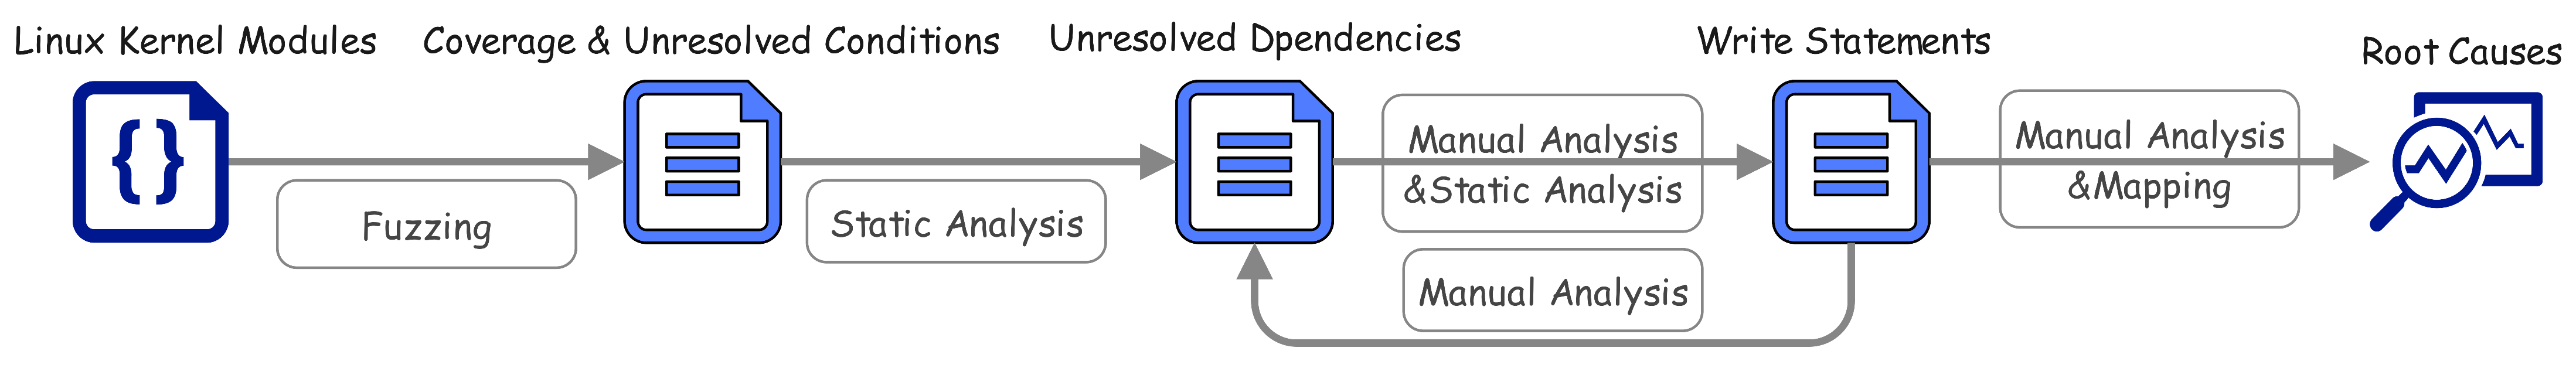 Linux Kernel Modules
Coverage & Unresolved Conditions
Unresolved Dpendencies
Write Statements
Root Causes
{ }
Fuzzing
Static Analysis
Manual Analysis
&Static Analysis
Manual Analysis
Manual Analysis
&Mapping